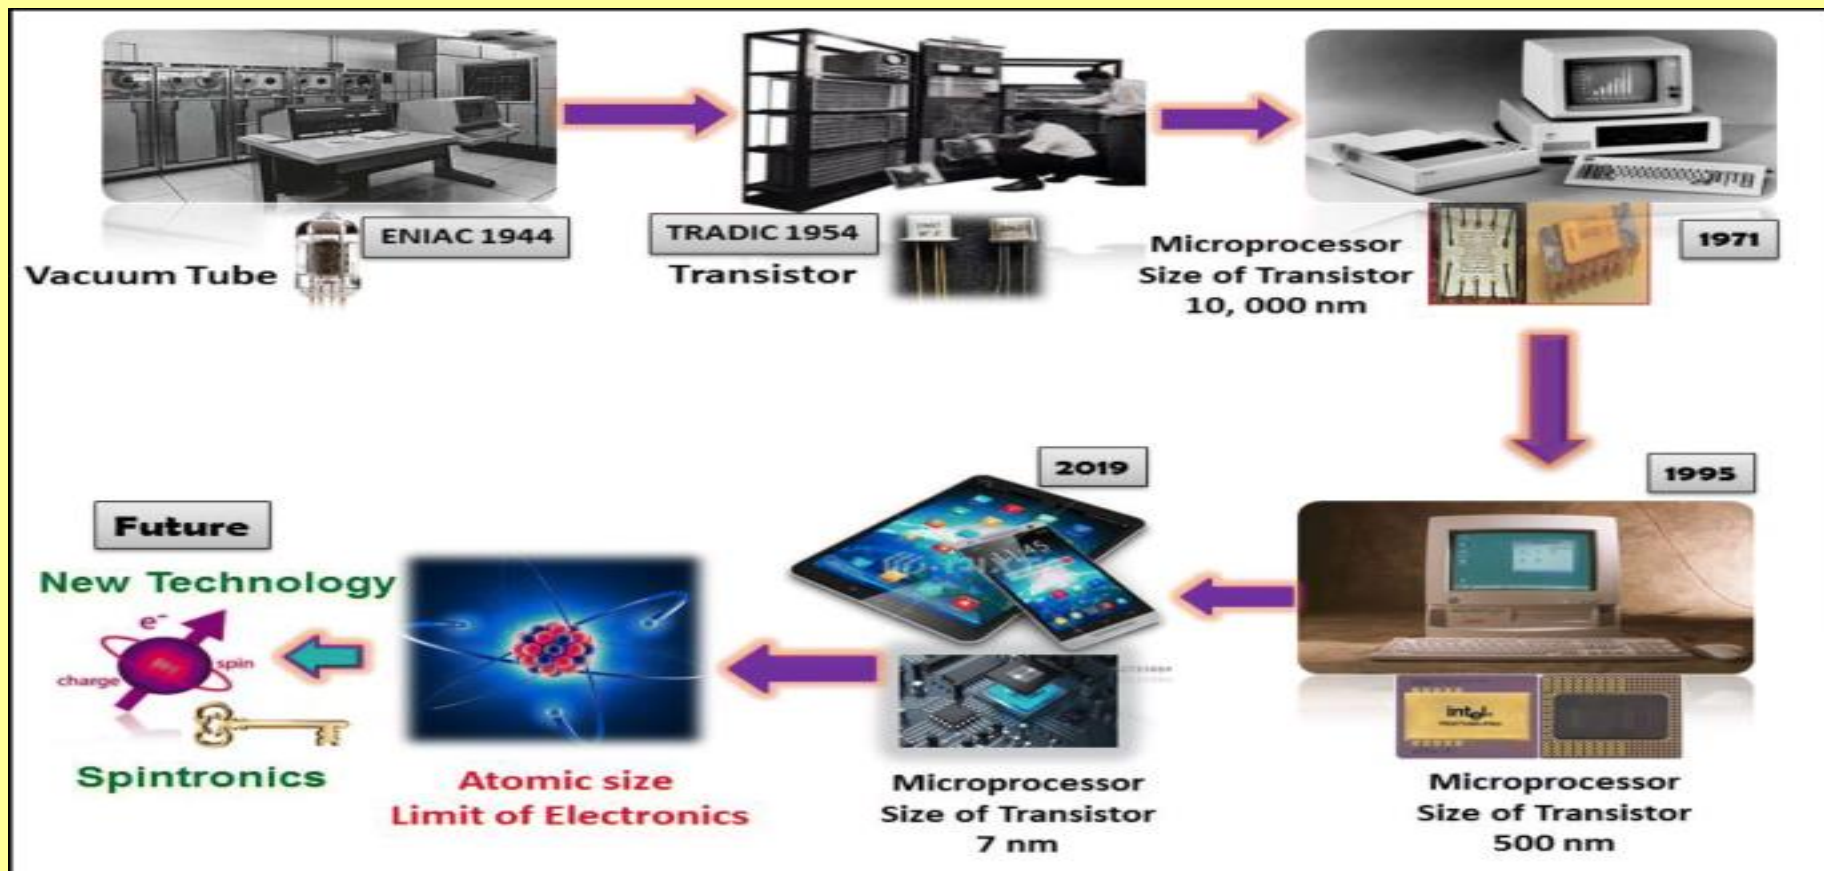 ENIAC 1944
Vacuum Tube
TRADIC 1954
Transistor
1971
Microprocessor
Size of Transistor
10, 000 nm
1995
intel
Microprocessor
Size of Transistor
500 nm
2019
Microprocessor
Size of Transistor
7 nm
Atomic size
Limit of Electronics
Future
New Technology
e-
charge
spin
Spintronics